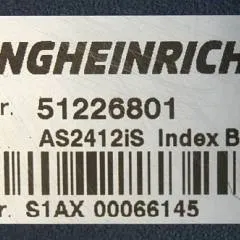 NGHEINRICH
r. 51226801
AS2412iS Index B
r. S1AX 00066145